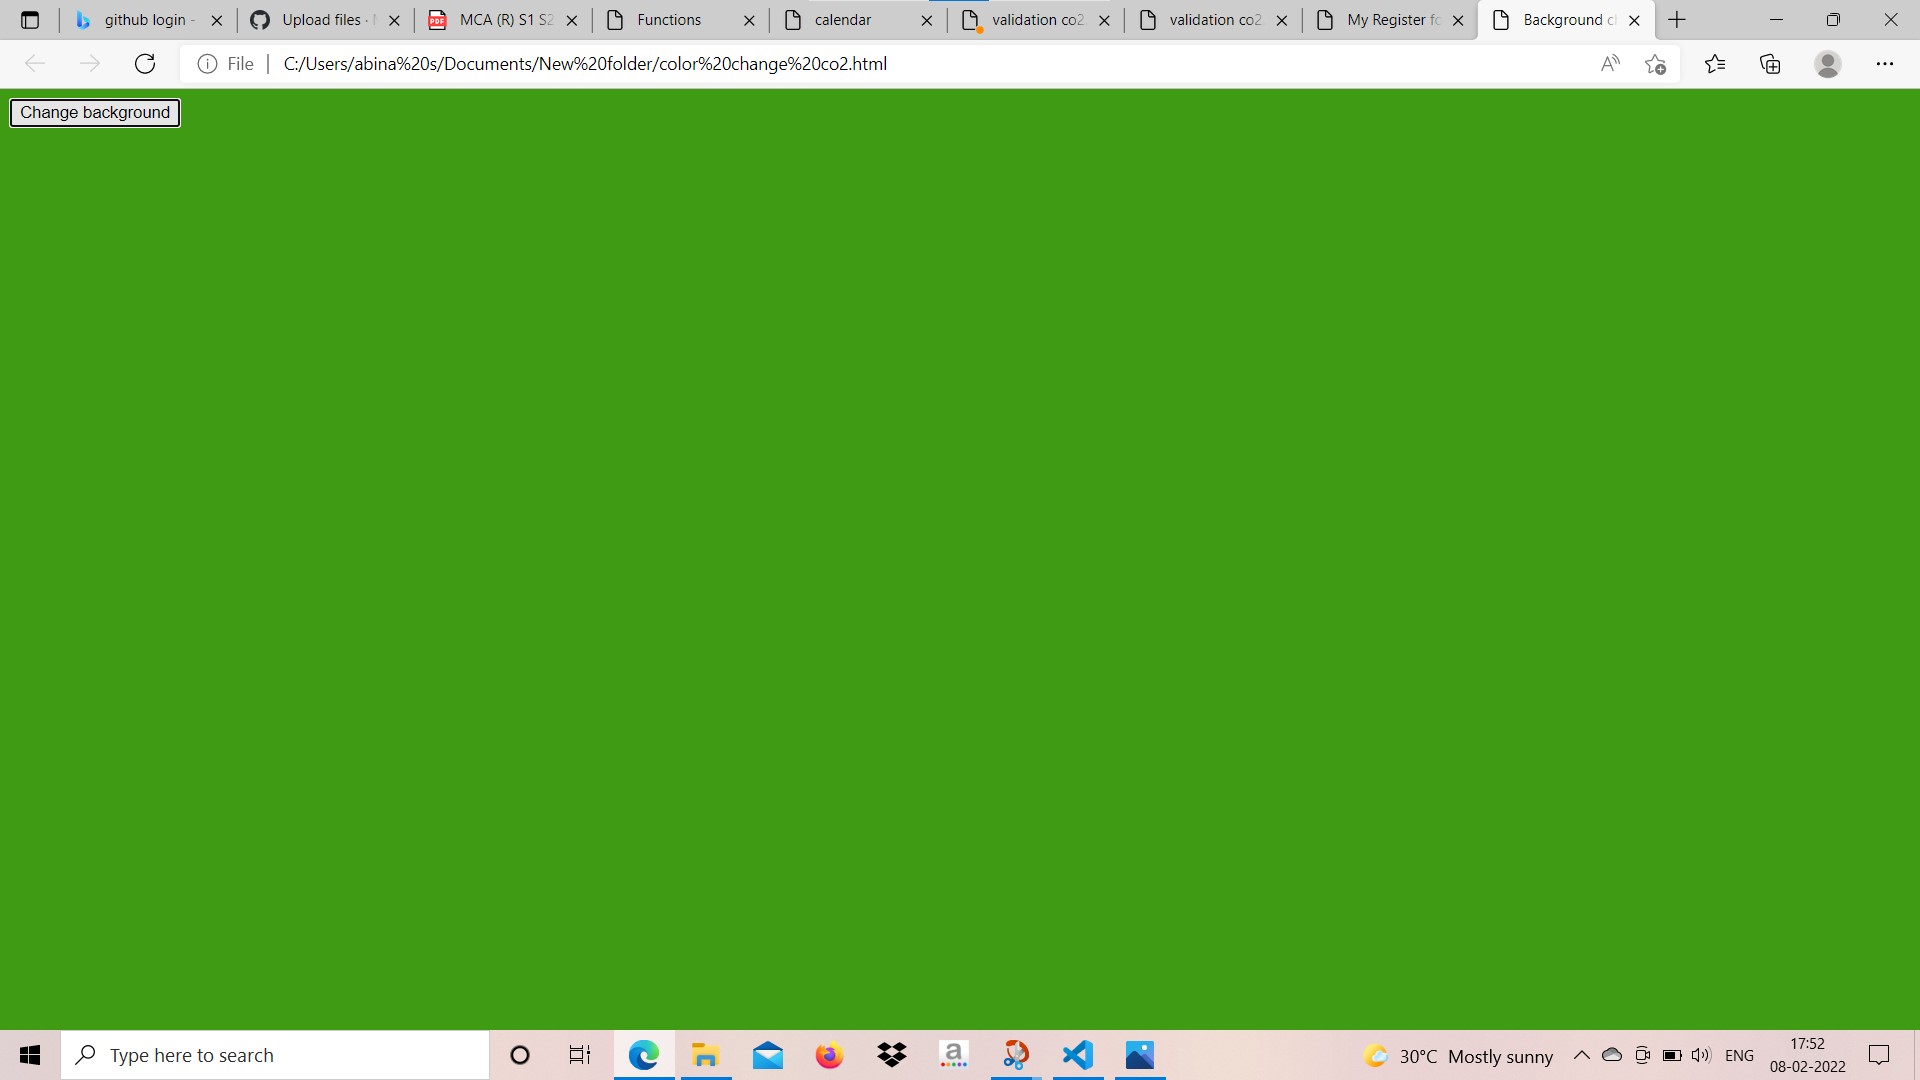 github login -
Upload files ·
MCA (R) S1 S2
Functions
calendar
validation co2
validation co2
My Register fo
Background c
File
C:/Users/abina%20s/Documents/New%20folder/color%20change%20co2.html
Change background
Type here to search
30°C Mostly sunny
ENG
17:52
08-02-2022